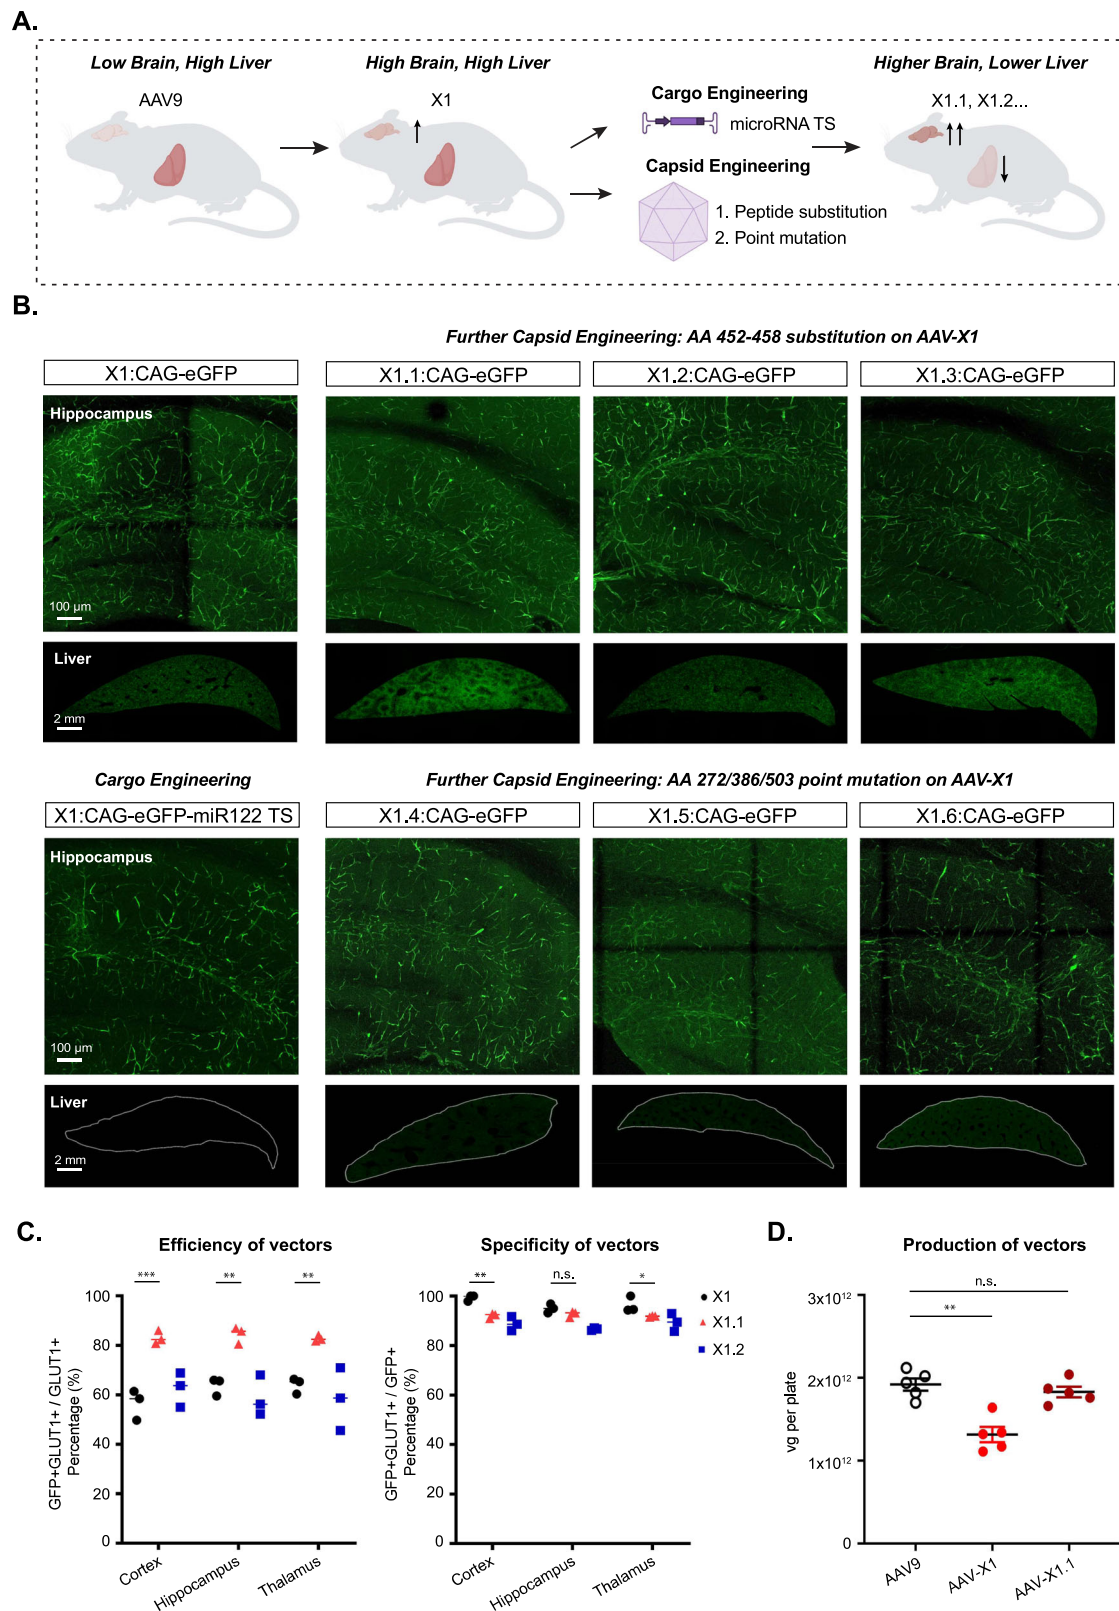 A.
Low Brain, High Liver
High Brain, High Liver
Higher Brain, Lower Liver
AAV9
X1
X1.1, X1.2...
Cargo Engineering
microRNA TS
Capsid Engineering
1. Peptide substitution
2. Point mutation
B.
Further Capsid Engineering: AA 452-458 substitution on AAV-X1
X1:CAG-eGFP
X1.1:CAG-eGFP
X1.2:CAG-eGFP
X1.3:CAG-eGFP
Hippocampus
100 µm
Liver
2 mm
Cargo Engineering
Further Capsid Engineering: AA 272/386/503 point mutation on AAV-X1
X1:CAG-eGFP-miR122 TS
X1.4:CAG-eGFP
X1.5:CAG-eGFP
X1.6:CAG-eGFP
Hippocampus
100 µm
Liver
2 mm
C.
Efficiency of vectors
*** ** **
GFP+GLUT1+ / GLUT1+
Percentage (%)
100
80
60
40
20
0
Cortex
Hippocampus
Thalamus
Specificity of vectors
** n.s. *
GFP+GLUT1+ / GFP+
Percentage (%)
100
80
60
40
20
0
Cortex
Hippocampus
Thalamus
X1
X1.1
X1.2
D.
Production of vectors
n.s.
**
vg per plate
3x10¹²
2x10¹²
1x10¹²
0
AAV9
AAV-X1
AAV-X1.1